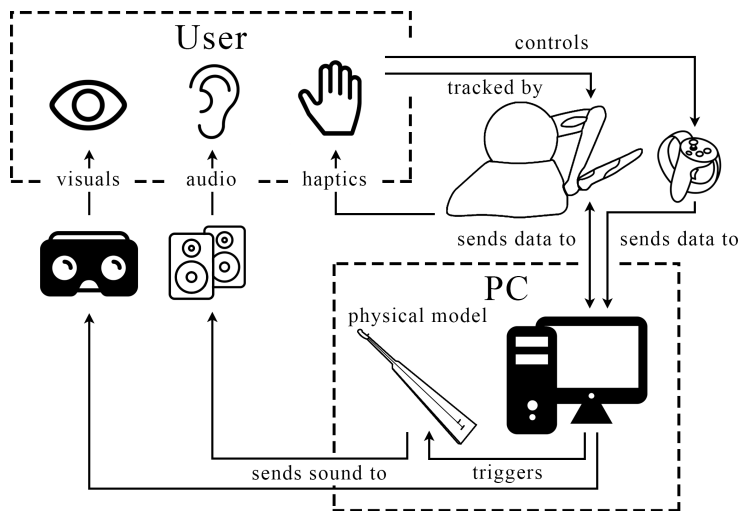 User
controls
tracked by
visuals
audio
haptics
sends data to
sends data to
PC
physical model
sends sound to
triggers